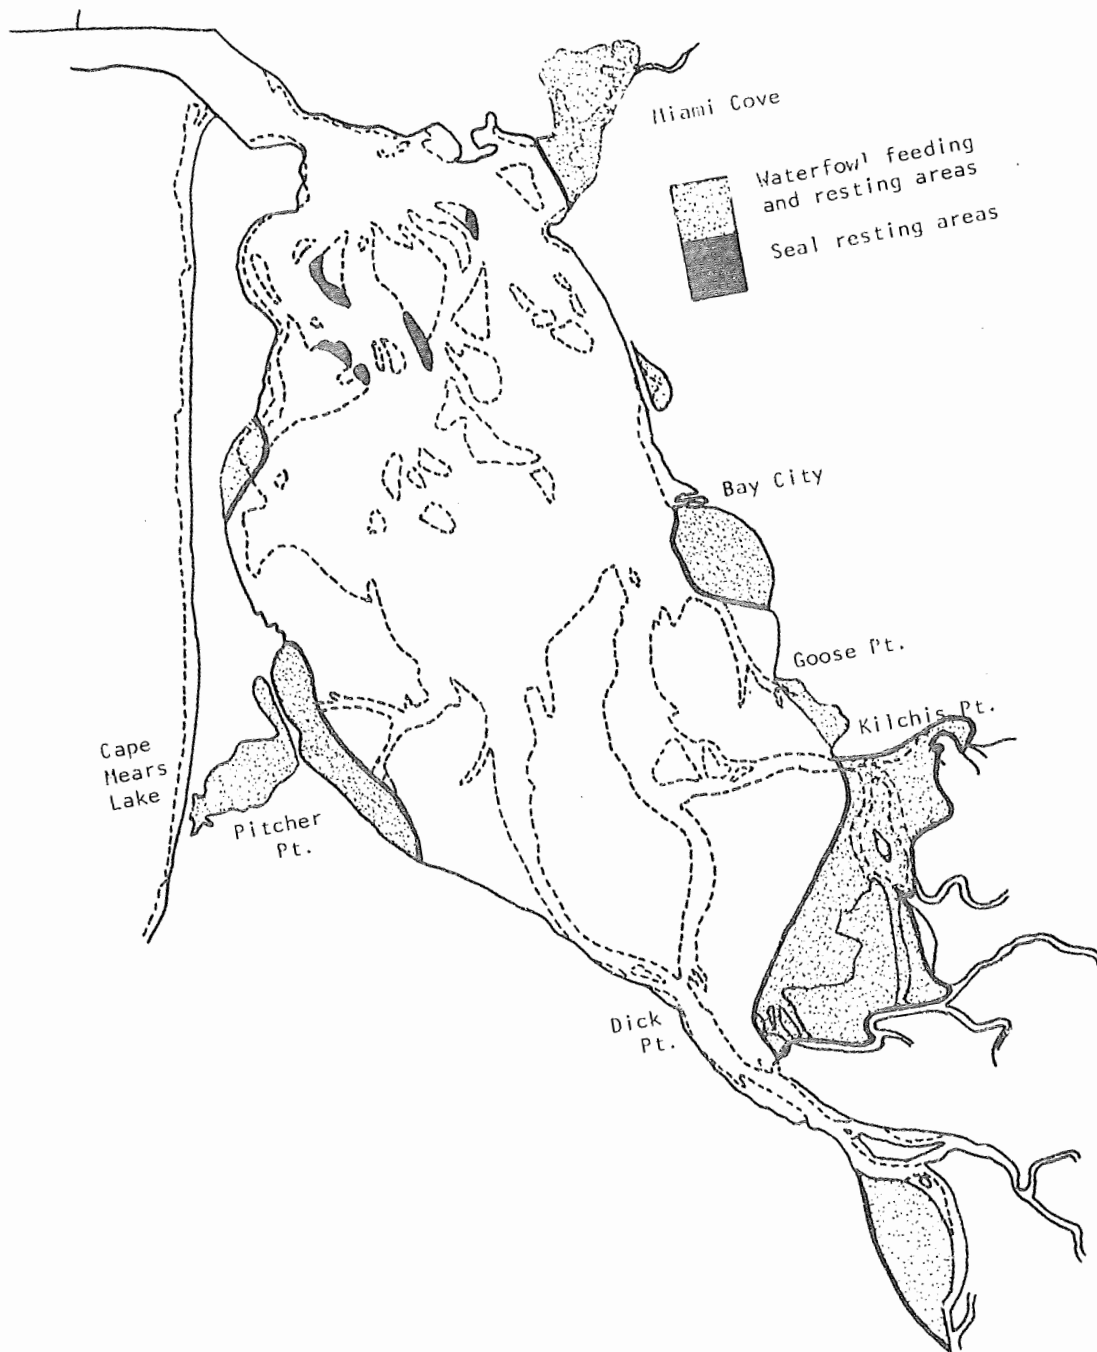 Miami Cove
Waterfowl feeding
and resting areas
Seal resting areas
Bay City
Goose Pt.
Kilchis Pt.
Cape
Mears
Lake
Pitcher
Pt.
Dick
Pt.